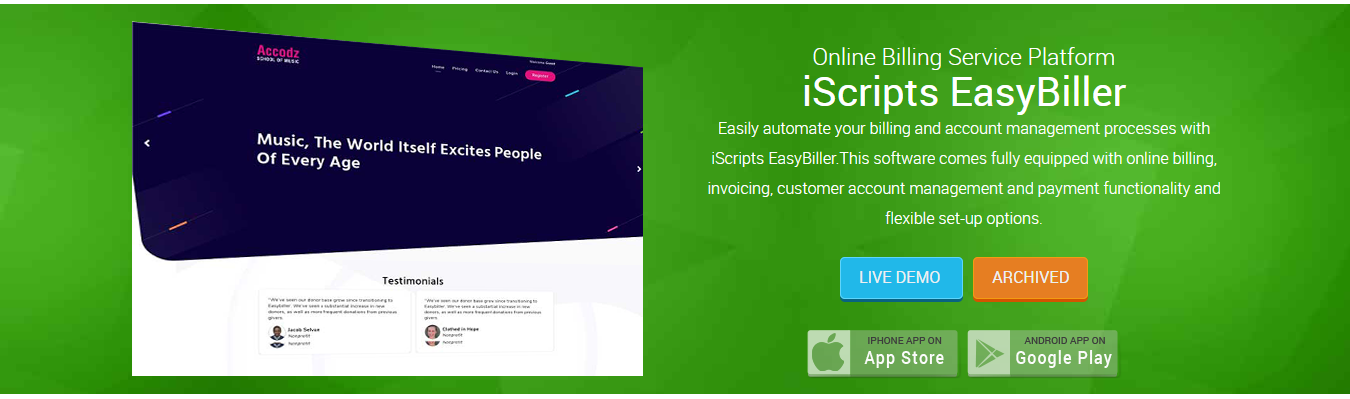 Accodz
SCHOOL OF MUSIC
Welcome Guest
Home Pricing Contact Us Login Register
Music, The World Itself Excites People
Of Every Age
Testimonials
"We've seen our donor base grow since transitioning to
Easybiller. We've seen a substantial increase in new
donors, as well as more frequent donations from previous
givers.
Jacob Selvae
Nonprofit
Nonprofit
"We've seen our donor base grow since transitioning to
Easybiller. We've seen a substantial increase in new
donors, as well as more frequent donations from previous
givers.
Clothed in Hope
Nonprofit
Nonprofit
Online Billing Service Platform
iScripts EasyBiller
Easily automate your billing and account management processes with
iScripts EasyBiller.This software comes fully equipped with online billing,
invoicing, customer account management and payment functionality and
flexible set-up options.
LIVE DEMO
ARCHIVED
IPHONE APP ON
App Store
ANDROID APP ON
Google Play